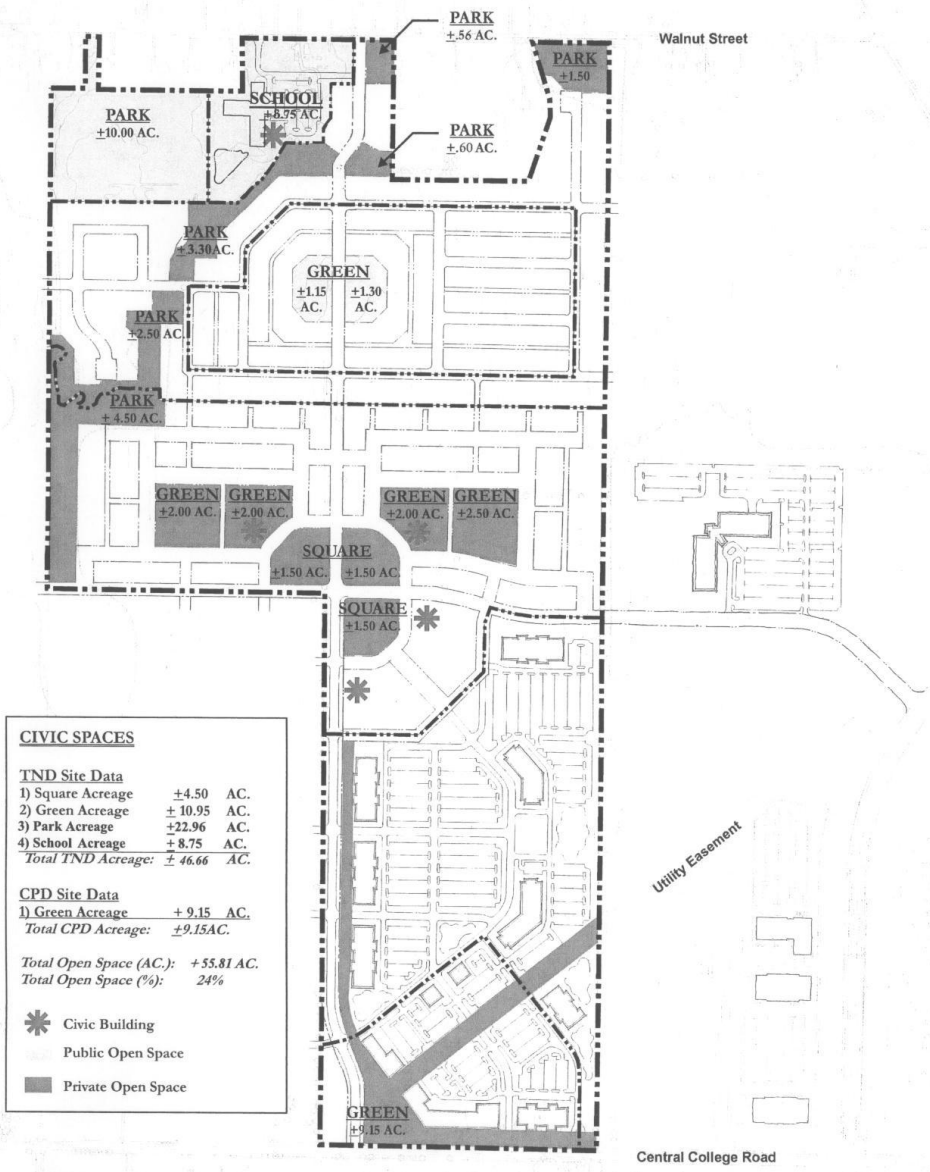 PARK
±.56 AC.
Walnut Street
PARK
±1.50
SCHOOL
±8.75 AC.
PARK
±10.00 AC.
PARK
±.60 AC.
PARK
±3.30AC.
GREEN
±1.15 ±1.30
AC. AC.
PARK
±2.50 AC.
PARK
± 4.50 AC.
GREEN GREEN GREEN GREEN
±2.00 AC. ±2.00 AC. ±2.00 AC. ±2.50 AC.
SQUARE
±1.50 AC. ±1.50 AC.
SQUARE
±1.50 AC.
CIVIC SPACES
TND Site Data
1) Square Acreage ±4.50 AC.
2) Green Acreage ± 10.95 AC.
3) Park Acreage ±22.96 AC.
4) School Acreage ± 8.75 AC.
Total TND Acreage: ± 46.66 AC.
CPD Site Data
1) Green Acreage + 9.15 AC.
Total CPD Acreage: ±9.15AC.
Total Open Space (AC.): +55.81 AC.
Total Open Space (%): 24%
Civic Building
Public Open Space
Private Open Space
Utility Easement
GREEN
±9.15 AC.
Central College Road